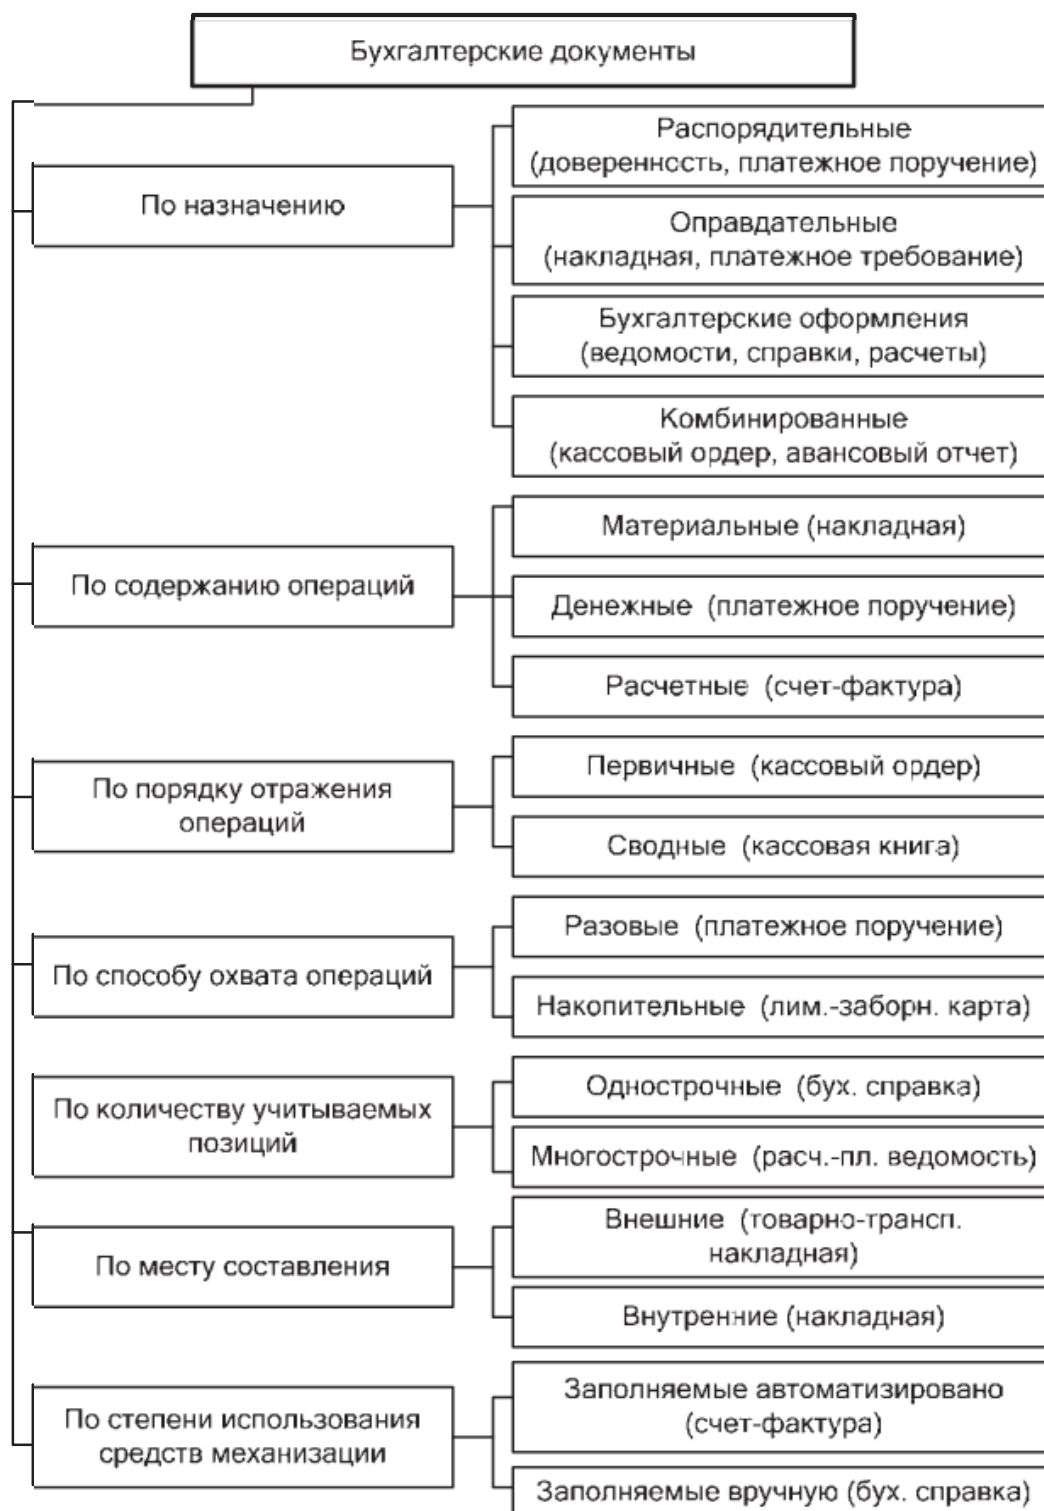 Бухгалтерские документы
По назначению
Распорядительные
(доверенность, платежное поручение)
Оправдательные
(накладная, платежное требование)
Бухгалтерские оформления
(ведомости, справки, расчеты)
Комбинированные
(кассовый ордер, авансовый отчет)
По содержанию операций
Материальные (накладная)
Денежные (платежное поручение)
Расчетные (счет-фактура)
По порядку отражения
операций
Первичные (кассовый ордер)
Сводные (кассовая книга)
По способу охвата операций
Разовые (платежное поручение)
Накопительные (лим.-заборн. карта)
По количеству учитываемых
позиций
Однострочные (бух. справка)
Многострочные (расч.-пл. ведомость)
По месту составления
Внешние (товарно-трансп.
накладная)
Внутренние (накладная)
По степени использования
средств механизации
Заполняемые автоматизировано
(счет-фактура)
Заполняемые вручную (бух. справка)